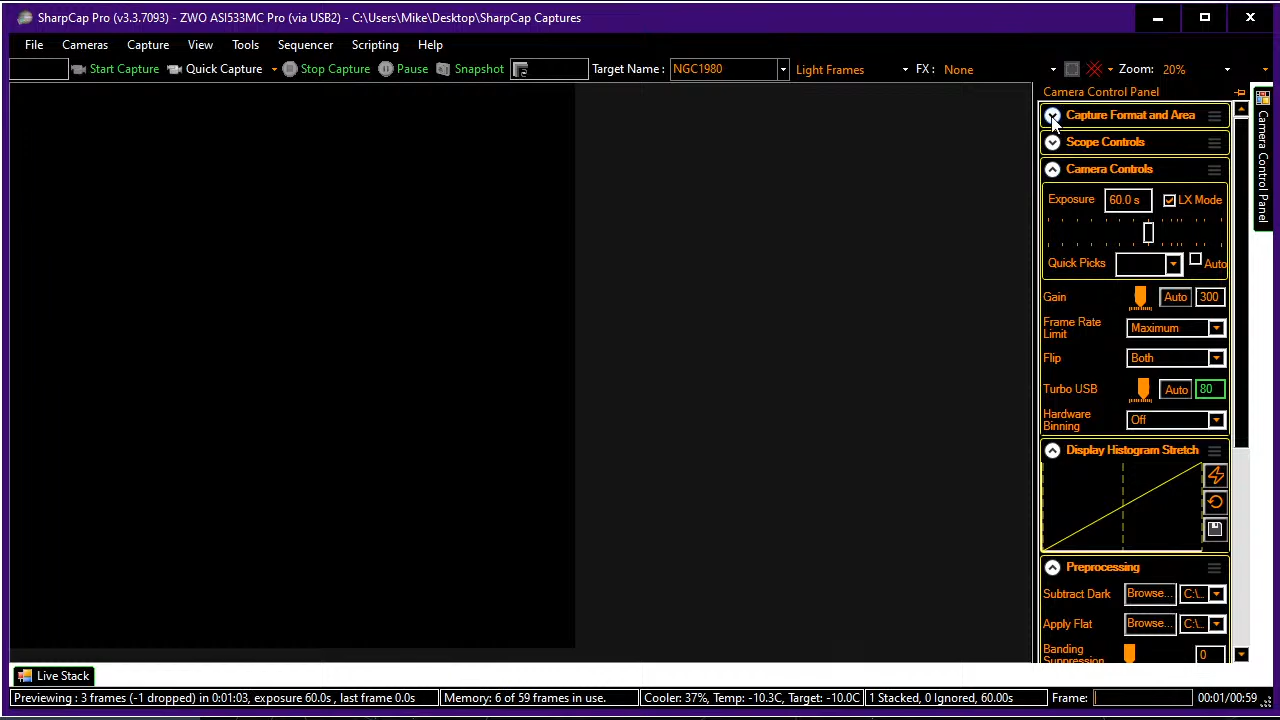 SharpCap Pro (v3.3.7093) - ZWO ASI533MC Pro (via USB2) - C:\Users\Mike\Desktop\SharpCap Captures
File Cameras Capture View Tools Sequencer Scripting Help
Start Capture Quick Capture Stop Capture Pause Snapshot Target Name : NGC1980 Light Frames FX : None Zoom: 20%
Camera Control Panel
Capture Format and Area
Camera Control Panel
Scope Controls
Camera Controls
Exposure 60.0 s LX Mode
Quick Picks Auto
Gain Auto 300
Frame Rate
Limit Maximum
Flip Both
Turbo USB Auto 80
Hardware
Binning Off
Display Histogram Stretch
Preprocessing
Subtract Dark Browse... C:\...
Apply Flat Browse... C:\...
Banding
Suppression 0
Live Stack
Previewing : 3 frames (-1 dropped) in 0:01:03, exposure 60.0s , last frame 0.0s Memory: 6 of 59 frames in use. Cooler: 37%, Temp: -10.3C, Target: -10.0C 1 Stacked, 0 Ignored, 60.00s Frame: 00:01/00:59